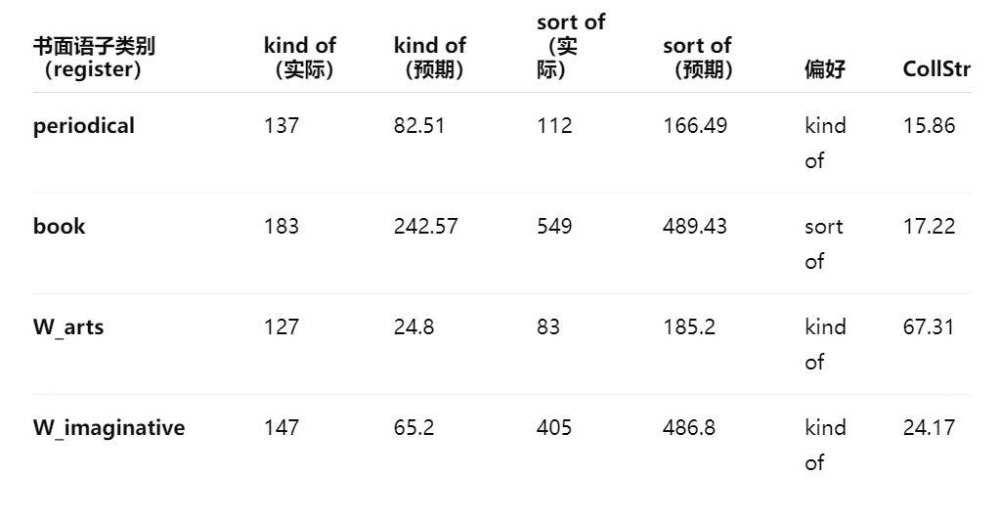 书面语子类别（register） kind of（实际） kind of（预期） sort of（实际） sort of（预期） 偏好 CollStr
periodical 137 82.51 112 166.49 kind of 15.86
book 183 242.57 549 489.43 sort of 17.22
W_arts 127 24.8 83 185.2 kind of 67.31
W_imaginative 147 65.2 405 486.8 kind of 24.17